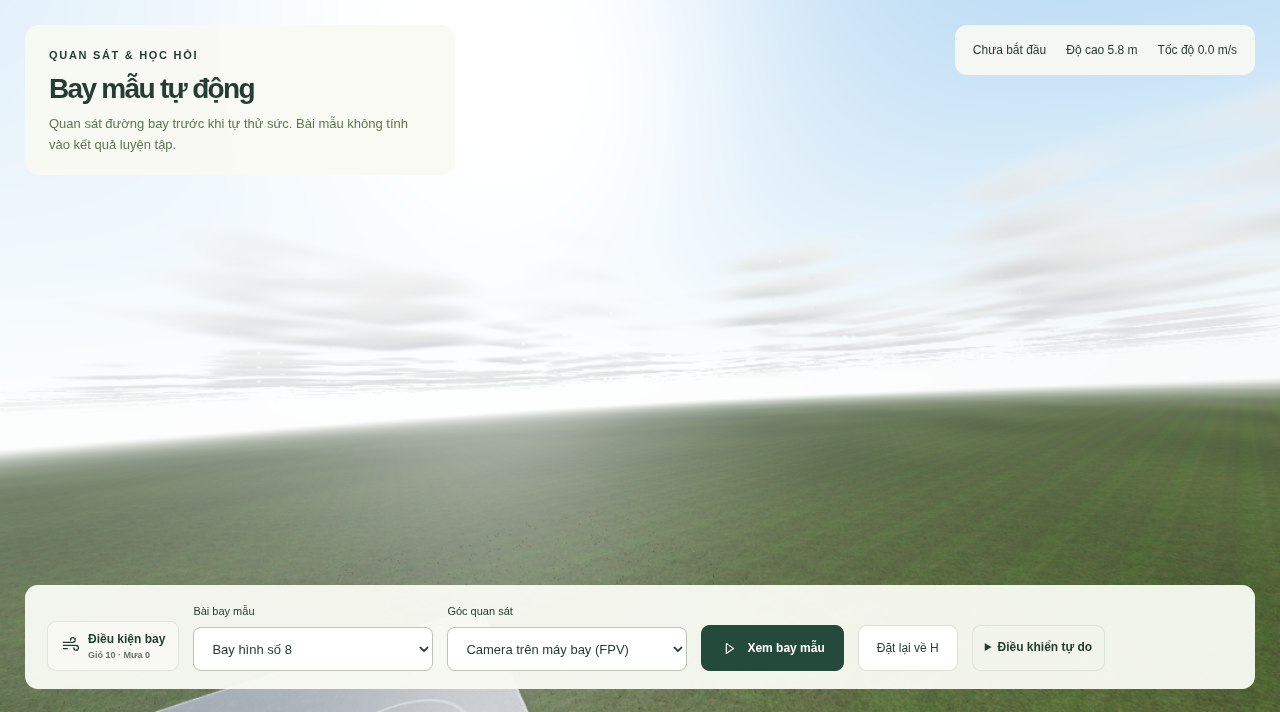 QUAN SÁT & HỌC HỎI
Bay mẫu tự động
Quan sát đường bay trước khi tự thử sức. Bài mẫu không tính
vào kết quả luyện tập.
Chưa bắt đầu Độ cao 5.8 m Tốc độ 0.0 m/s
Điều kiện bay
Gió 10 · Mưa 0
Bài bay mẫu
Bay hình số 8
Góc quan sát
Camera trên máy bay (FPV)
Xem bay mẫu
Đặt lại về H
Điều khiển tự do